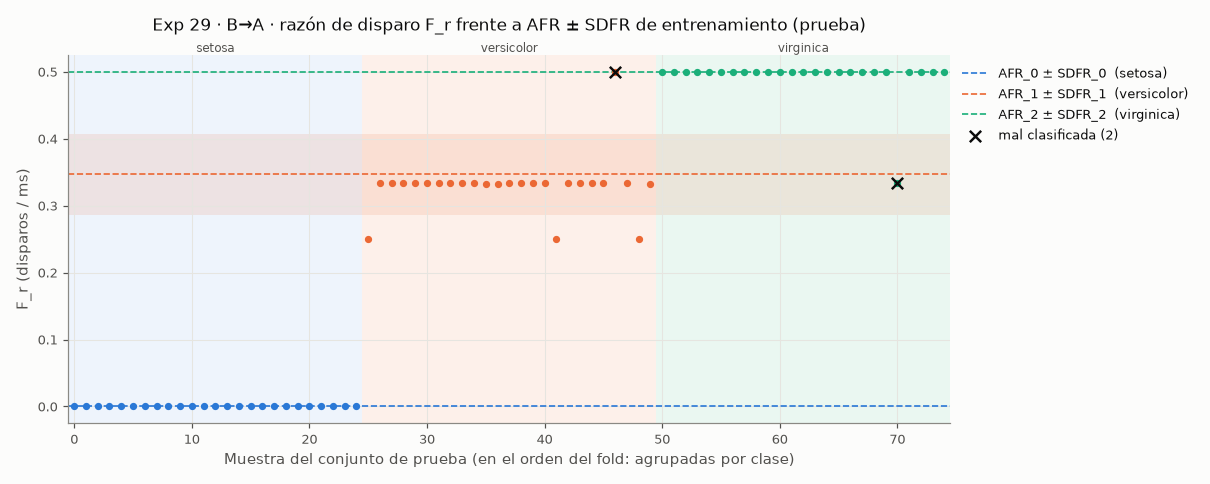 Exp 29 · B→A · razón de disparo F_r frente a AFR ± SDFR de entrenamiento (prueba)
setosa
versicolor
virginica
0.5
0.4
0.3
0.2
0.1
0.0
F_r (disparos / ms)
0
10
20
30
40
50
60
70
Muestra del conjunto de prueba (en el orden del fold: agrupadas por clase)
AFR_0 ± SDFR_0 (setosa)
AFR_1 ± SDFR_1 (versicolor)
AFR_2 ± SDFR_2 (virginica)
mal clasificada (2)